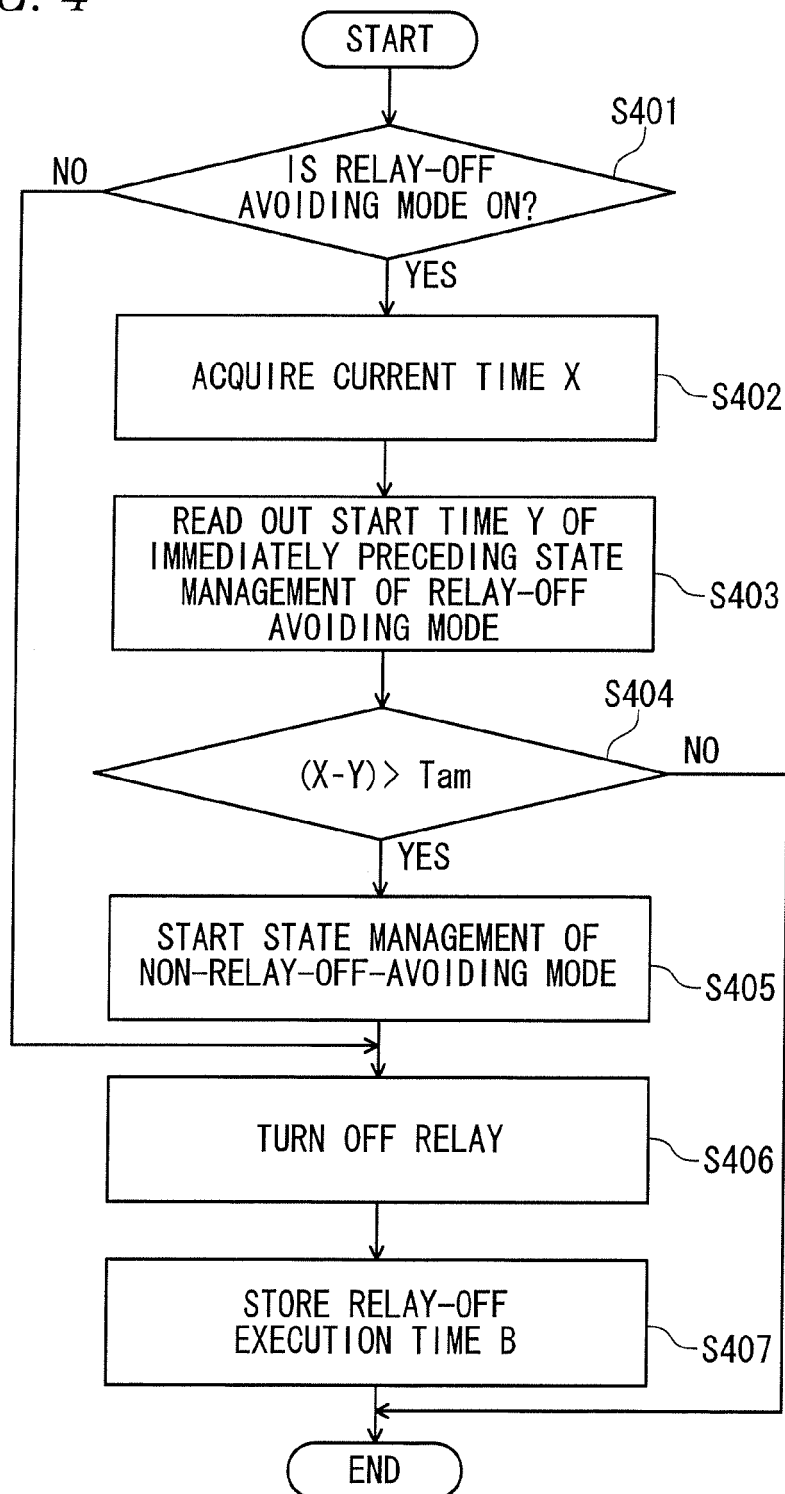 START
S401
NO
IS RELAY-OFF
AVOIDING MODE ON?
YES
ACQUIRE CURRENT TIME X
S402
READ OUT START TIME Y OF
IMMEDIATELY PRECEDING STATE
MANAGEMENT OF RELAY-OFF
AVOIDING MODE
S403
S404
NO
(X-Y)> Tam
YES
START STATE MANAGEMENT OF
NON-RELAY-OFF-AVOIDING MODE
S405
TURN OFF RELAY
S406
STORE RELAY-OFF
EXECUTION TIME B
S407
END